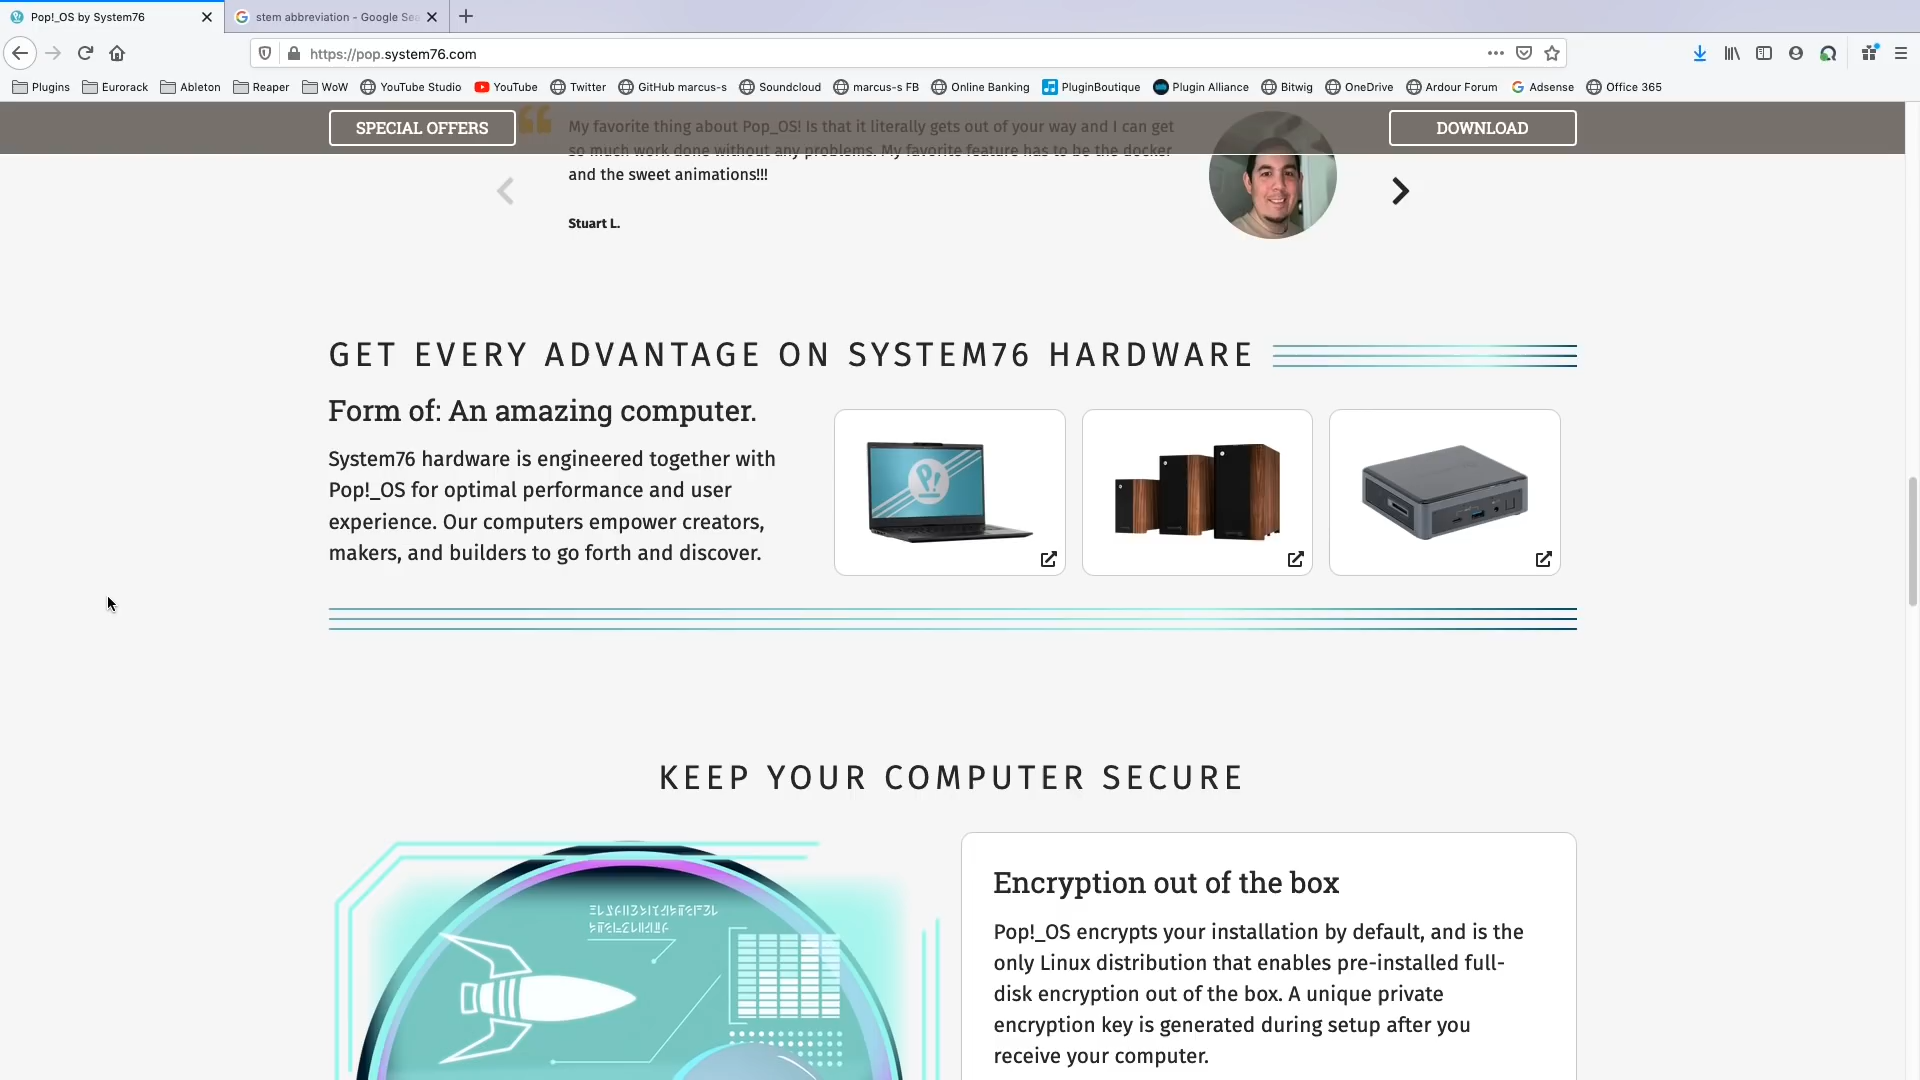 Pop!_OS by System76
stem abbreviation - Google Se
https://pop.system76.com
Plugins Eurorack Ableton Reaper WoW YouTube Studio YouTube Twitter GitHub marcus-s Soundcloud marcus-s FB Online Banking PluginBoutique Plugin Alliance Bitwig OneDrive Ardour Forum Adsense Office 365
SPECIAL OFFERS
DOWNLOAD
My favorite thing about Pop_OS! Is that it literally gets out of your way and I can get
so much work done without any problems. My favorite feature has to be the docker
and the sweet animations!!!
Stuart L.
GET EVERY ADVANTAGE ON SYSTEM76 HARDWARE
Form of: An amazing computer.
System76 hardware is engineered together with
Pop!_OS for optimal performance and user
experience. Our computers empower creators,
makers, and builders to go forth and discover.
P!
KEEP YOUR COMPUTER SECURE
Encryption out of the box
Pop!_OS encrypts your installation by default, and is the
only Linux distribution that enables pre-installed full-
disk encryption out of the box. A unique private
encryption key is generated during setup after you
receive your computer.